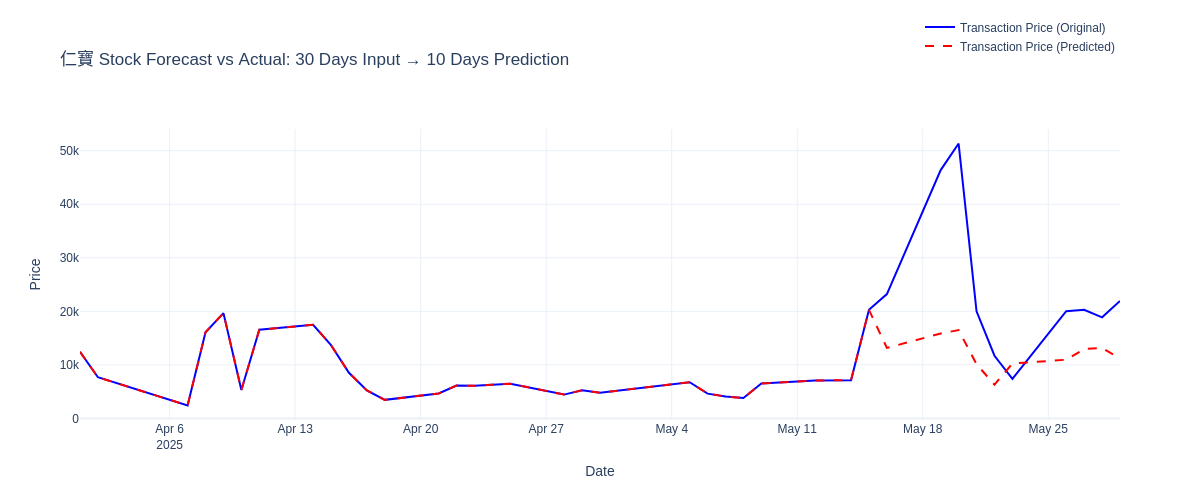 Transaction Price (Original)
Transaction Price (Predicted)
仁寶 Stock Forecast vs Actual: 30 Days Input → 10 Days Prediction
50k
40k
30k
20k
10k
0
Price
Apr 6
2025
Apr 13
Apr 20
Apr 27
May 4
May 11
May 18
May 25
Date